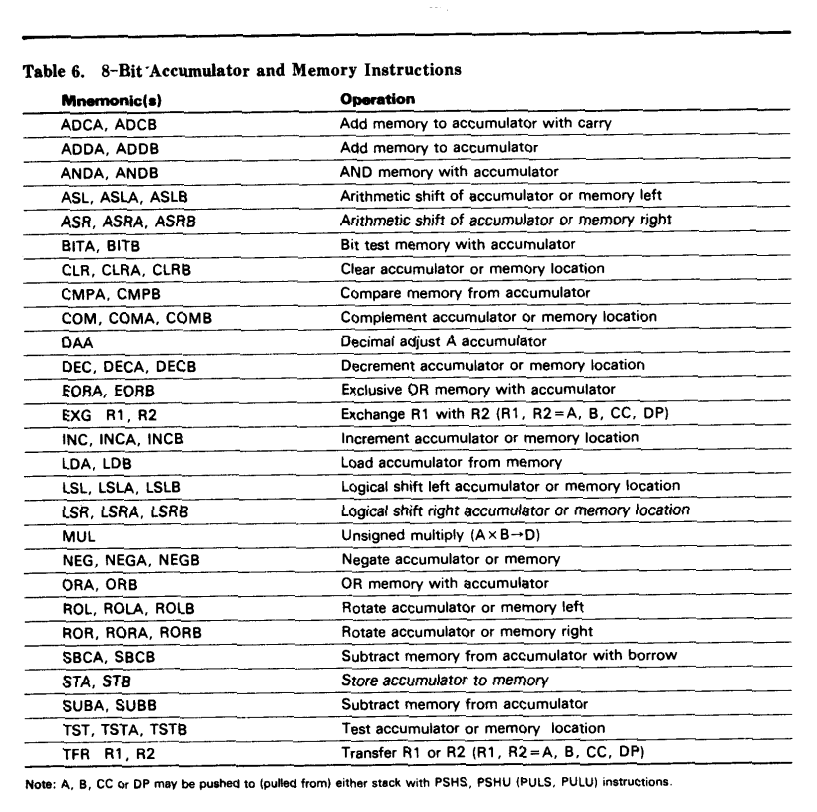 Table 6. 8-Bit Accumulator and Memory Instructions
Mnemonic(s) Operation
ADCA, ADCB Add memory to accumulator with carry
ADDA, ADDB Add memory to accumulator
ANDA, ANDB AND memory with accumulator
ASL, ASLA, ASLB Arithmetic shift of accumulator or memory left
ASR, ASRA, ASRB Arithmetic shift of accumulator or memory right
BITA, BITB Bit test memory with accumulator
CLR, CLRA, CLRB Clear accumulator or memory location
CMPA, CMPB Compare memory from accumulator
COM, COMA, COMB Complement accumulator or memory location
DAA Decimal adjust A accumulator
DEC, DECA, DECB Decrement accumulator or memory location
EORA, EORB Exclusive OR memory with accumulator
EXG R1, R2 Exchange R1 with R2 (R1, R2=A, B, CC, DP)
INC, INCA, INCB Increment accumulator or memory location
LDA, LDB Load accumulator from memory
LSL, LSLA, LSLB Logical shift left accumulator or memory location
LSR, LSRA, LSRB Logical shift right accumulator or memory location
MUL Unsigned multiply (A×B→D)
NEG, NEGA, NEGB Negate accumulator or memory
ORA, ORB OR memory with accumulator
ROL, ROLA, ROLB Rotate accumulator or memory left
ROR, RORA, RORB Rotate accumulator or memory right
SBCA, SBCB Subtract memory from accumulator with borrow
STA, STB Store accumulator to memory
SUBA, SUBB Subtract memory from accumulator
TST, TSTA, TSTB Test accumulator or memory location
TFR R1, R2 Transfer R1 or R2 (R1, R2=A, B, CC, DP)
Note: A, B, CC or DP may be pushed to (pulled from) either stack with PSHS, PSHU (PULS, PULU) instructions.